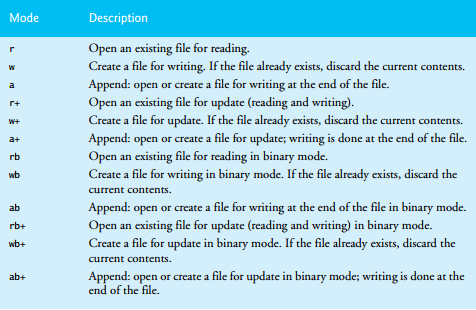 Mode Description
r Open an existing file for reading.
w Create a file for writing. If the file already exists, discard the current contents.
a Append: open or create a file for writing at the end of the file.
r+ Open an existing file for update (reading and writing).
w+ Create a file for update. If the file already exists, discard the current contents.
a+ Append: open or create a file for update; writing is done at the end of the file.
rb Open an existing file for reading in binary mode.
wb Create a file for writing in binary mode. If the file already exists, discard the
current contents.
ab Append: open or create a file for writing at the end of the file in binary mode.
rb+ Open an existing file for update (reading and writing) in binary mode.
wb+ Create a file for update in binary mode. If the file already exists, discard the
current contents.
ab+ Append: open or create a file for update in binary mode; writing is done at the
end of the file.